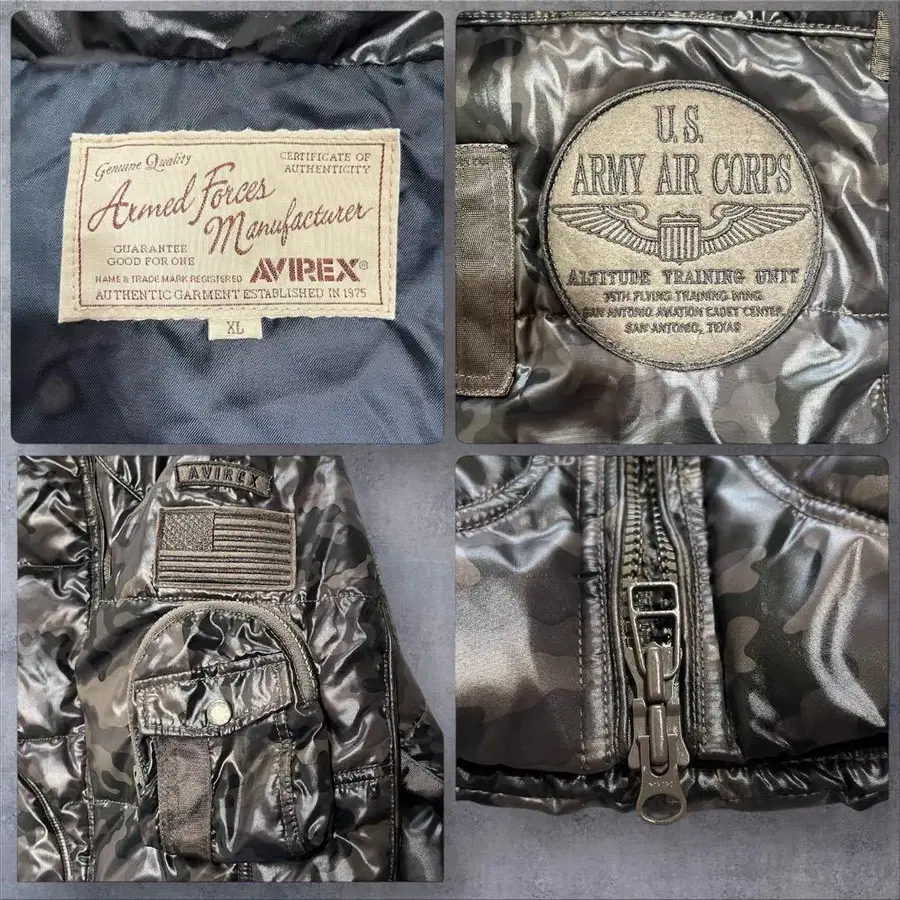 Genuine Quality
CERTIFICATE OF
AUTHENTICITY
Armed Forces
Manufacturer
GUARANTEE
GOOD FOR ONE
NAME & TRADE MARK REGISTERED
AVIREX®
AUTHENTIC GARMENT ESTABLISHED IN 1975
XL
U.S.
ARMY AIR CORPS
ALTITUDE TRAINING UNIT
78TH FLYING TRAINING WING
SAN ANTONIO AVIATION CADET CENTER
SAN ANTONIO, TEXAS
AVIREX